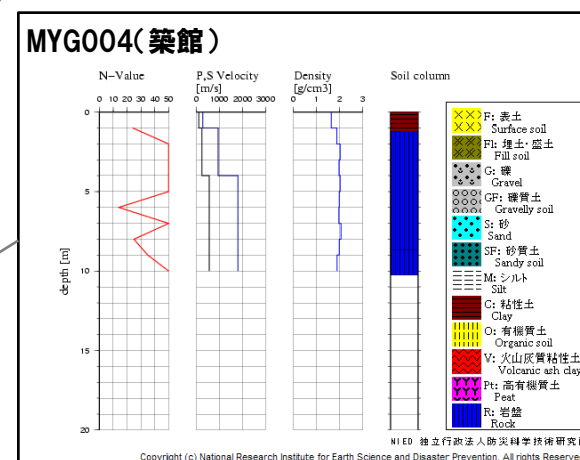 MYG004(築館)
N-Value
P,S Velocity
[m/s]
Density
[g/cm3]
Soil column
0 10 20 30 40 50
0 1000 2000 3000
0 1 2 3
0
5
10
15
20
depth [m]
F: 表土
Surface soil
Fl: 埋土・盛土
Fill soil
G: 礫
Gravel
GF: 礫質土
Gravelly soil
S: 砂
Sand
SF: 砂質土
Sandy soil
M: シルト
Silt
C: 粘性土
Clay
O: 有機質土
Organic soil
V: 火山灰質粘性土
Volcanic ash clay
Pt: 高有機質土
Peat
R: 岩盤
Rock
NIED 独立行政法人防災科学技術研究
Copyright (c) National Research Institute for Earth Science and Disaster Prevention. All rights Reserve